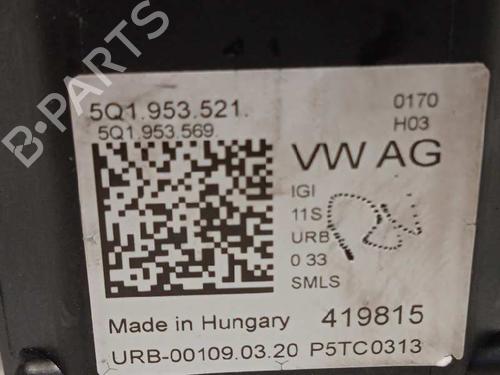 B-PARTS
5Q1.953.521. 0170
5Q1.953.569. H03
VW AG
IGI
11S
URB
0 33
SMLS
Made in Hungary 419815
URB-00109.03.20 P5TC0313